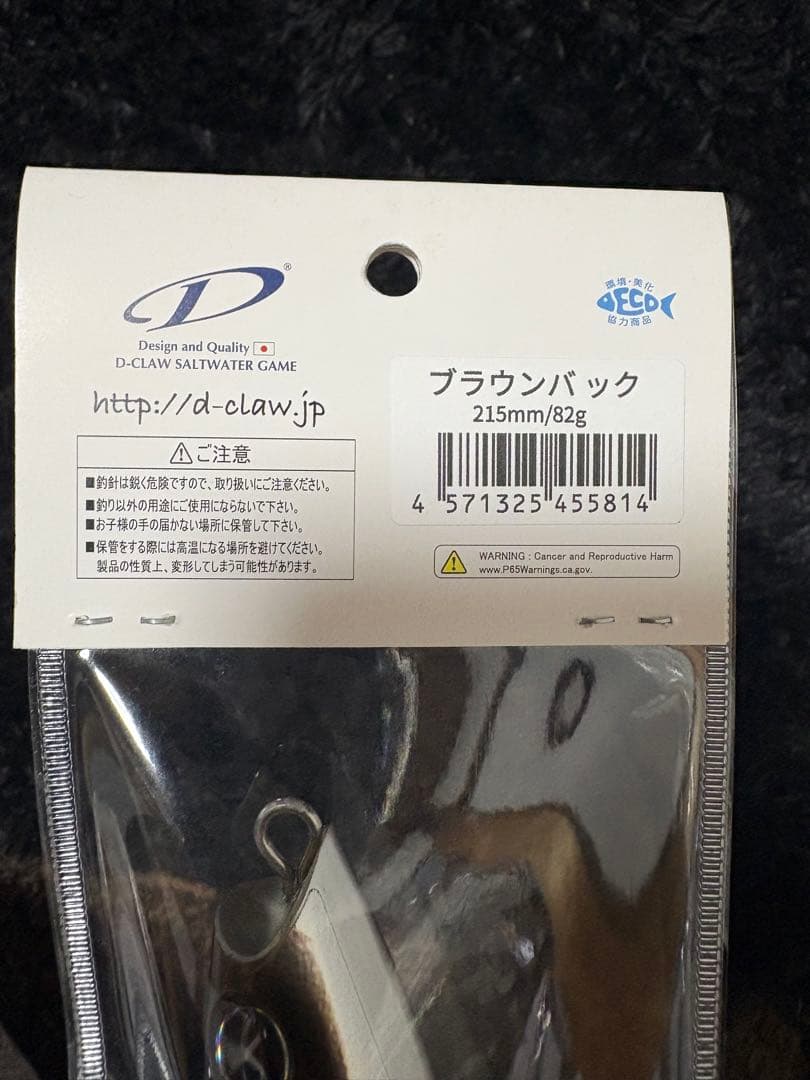 D®
Design and Quality
D-CLAW SALTWATER GAME
http://d-claw.jp
環境・美化
ECO
協力商品
ブラウンバック
215mm/82g
4 571325 455814
ご注意
■釣針は鋭く危険ですので、取り扱いにご注意ください。
■釣り以外の用途にご使用にならないで下さい。
■お子様の手の届かない場所に保管して下さい。
■保管をする際には高温になる場所を避けてください。
製品の性質上、変形してしまう可能性があります。
WARNING : Cancer and Reproductive Harm
www.P65Warnings.ca.gov.